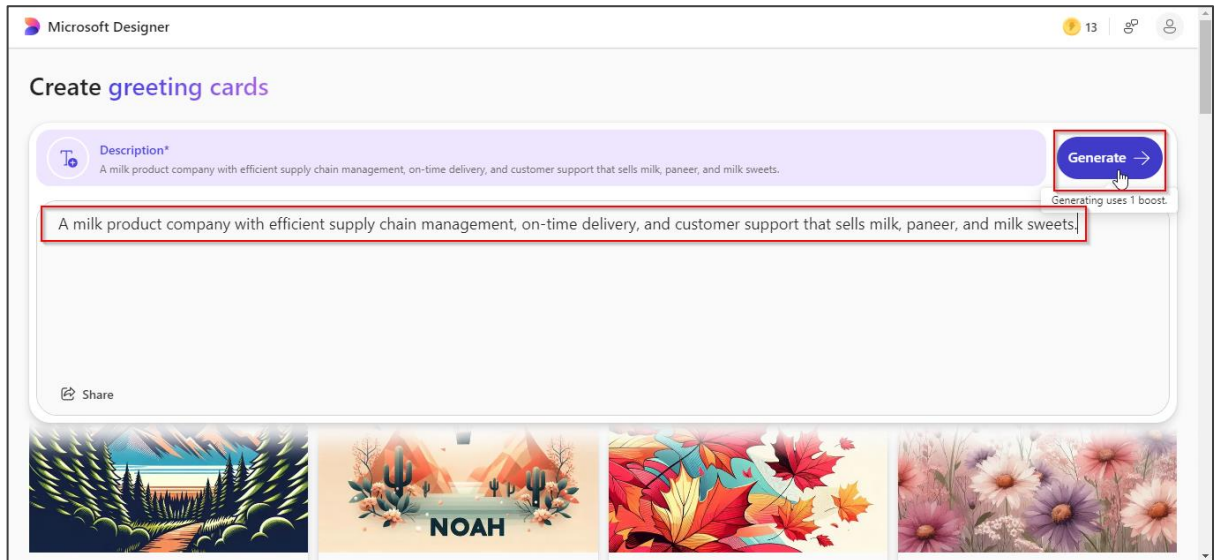 Microsoft Designer
13
Create greeting cards
Description*
A milk product company with efficient supply chain management, on-time delivery, and customer support that sells milk, paneer, and milk sweets.
Generate →
Generating uses 1 boost.
A milk product company with efficient supply chain management, on-time delivery, and customer support that sells milk, paneer, and milk sweets.
Share
NOAH